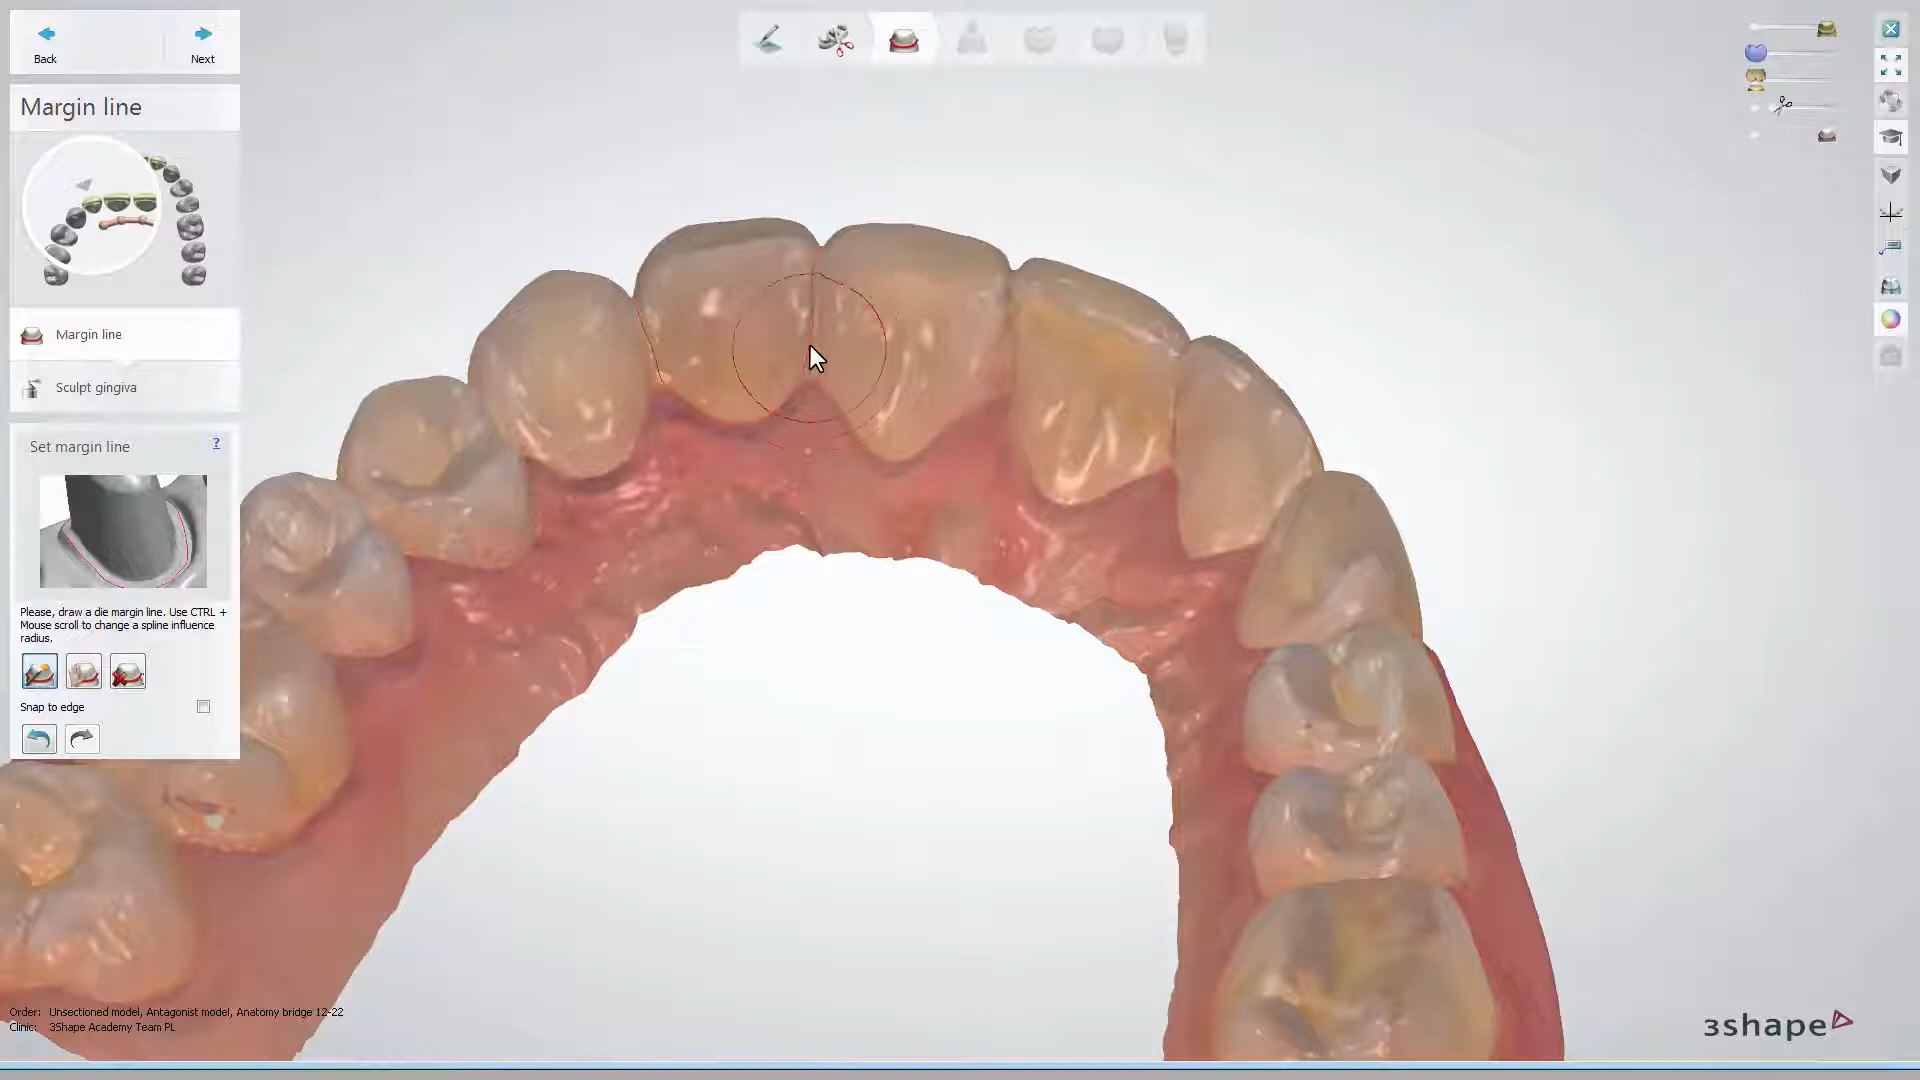 Back
Next
Margin line
Margin line
Sculpt gingiva
Set margin line
?
Please, draw a die margin line. Use CTRL +
Mouse scroll to change a spline influence
radius.
Snap to edge
Order: Unsectioned model, Antagonist model, Anatomy bridge 12-22
Clinic: 3Shape Academy Team PL
3shape